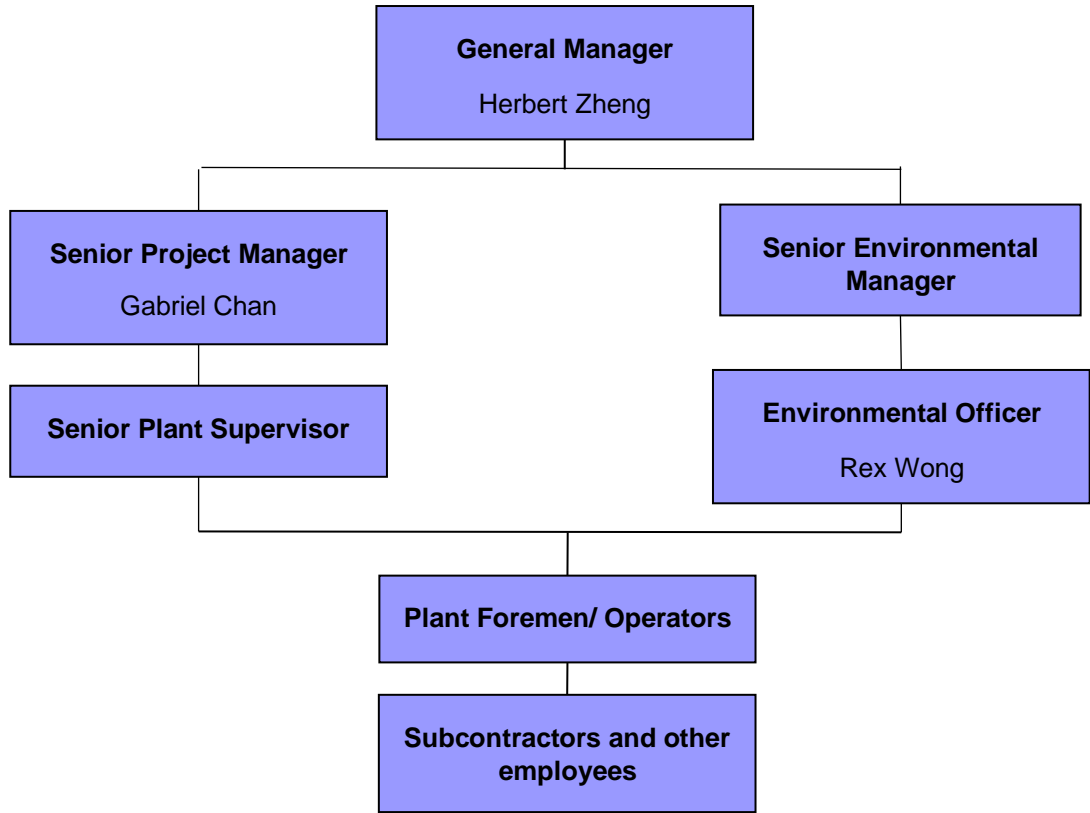 General Manager
Herbert Zheng
Senior Project Manager
Gabriel Chan
Senior Environmental
Manager
Senior Plant Supervisor
Environmental Officer
Rex Wong
Plant Foremen/ Operators
Subcontractors and other
employees